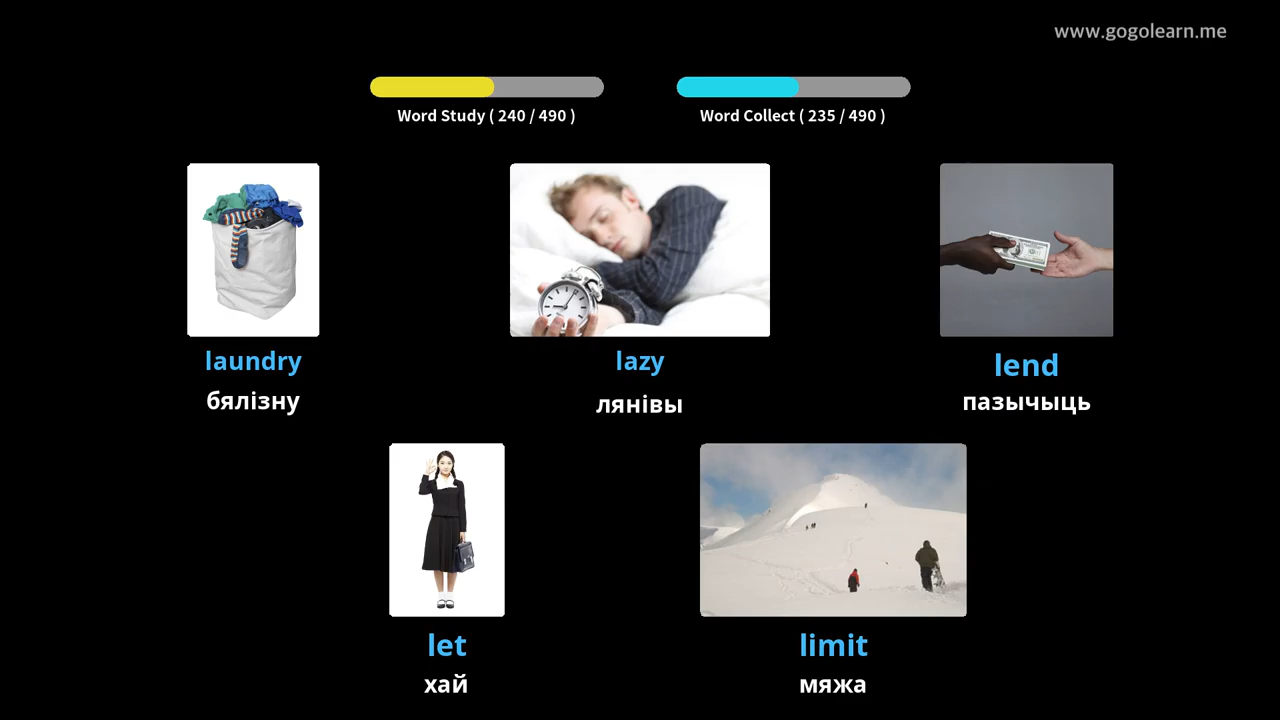 www.gogolearn.me
Word Study ( 240 / 490 )
Word Collect ( 235 / 490 )
laundry
бялізну
lazy
лянівы
lend
пазычыць
let
хай
limit
мяжа